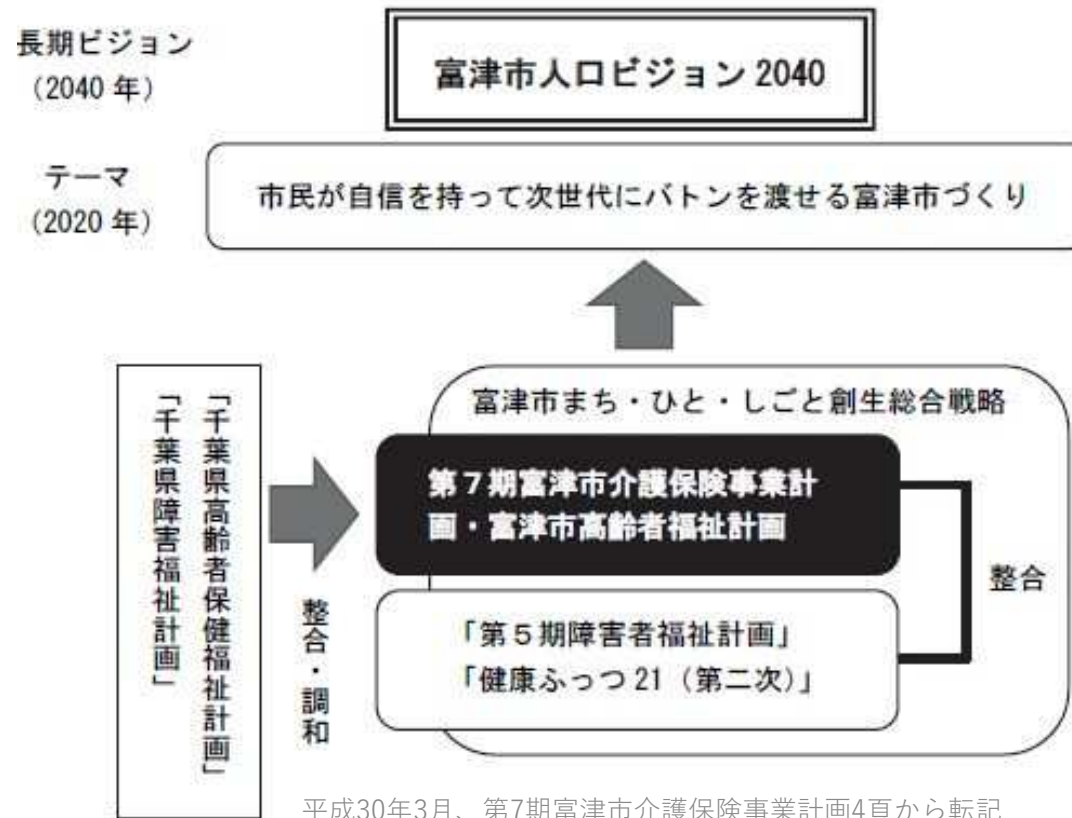 長期ビジョン
（2040 年）
富津市人口ビジョン 2040
テーマ
（2020 年）
市民が自信を持って次世代にバトンを渡せる富津市づくり
「千葉県高齢者保健福祉計画」
「千葉県障害福祉計画」
整合・調和
富津市まち・ひと・しごと創生総合戦略
第７期富津市介護保険事業計
画・富津市高齢者福祉計画
「第５期障害者福祉計画」
「健康ふっつ 21（第二次）」
整合
平成30年3月、第7期富津市介護保険事業計画4頁から転記